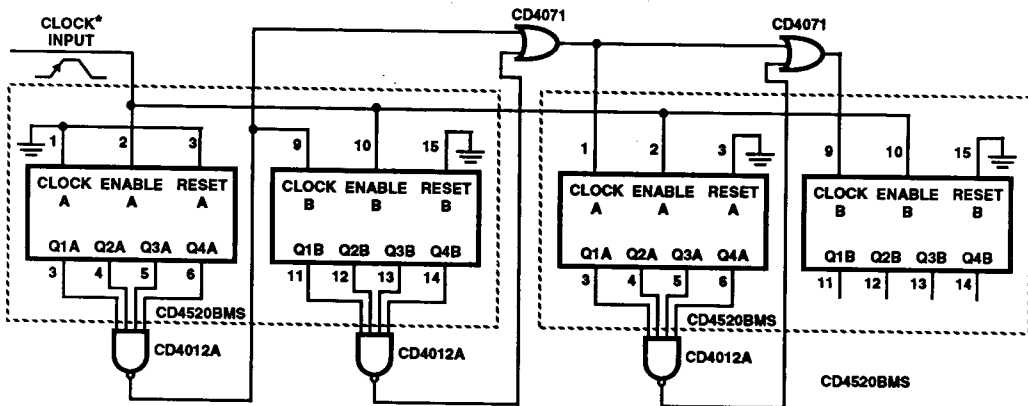 CLOCK*
INPUT
CD4071
CD4071
1 2 3
CLOCK ENABLE RESET
A A A
Q1A Q2A Q3A Q4A
3 4 5 6
CD4520BMS
CD4012A
9 10 15
CLOCK ENABLE RESET
B B B
Q1B Q2B Q3B Q4B
11 12 13 14
CD4012A
1 2 3
CLOCK ENABLE RESET
A A A
Q1A Q2A Q3A Q4A
3 4 5 6
CD4520BMS
CD4012A
9 10 15
CLOCK ENABLE RESET
B B B
Q1B Q2B Q3B Q4B
11 12 13 14
CD4520BMS